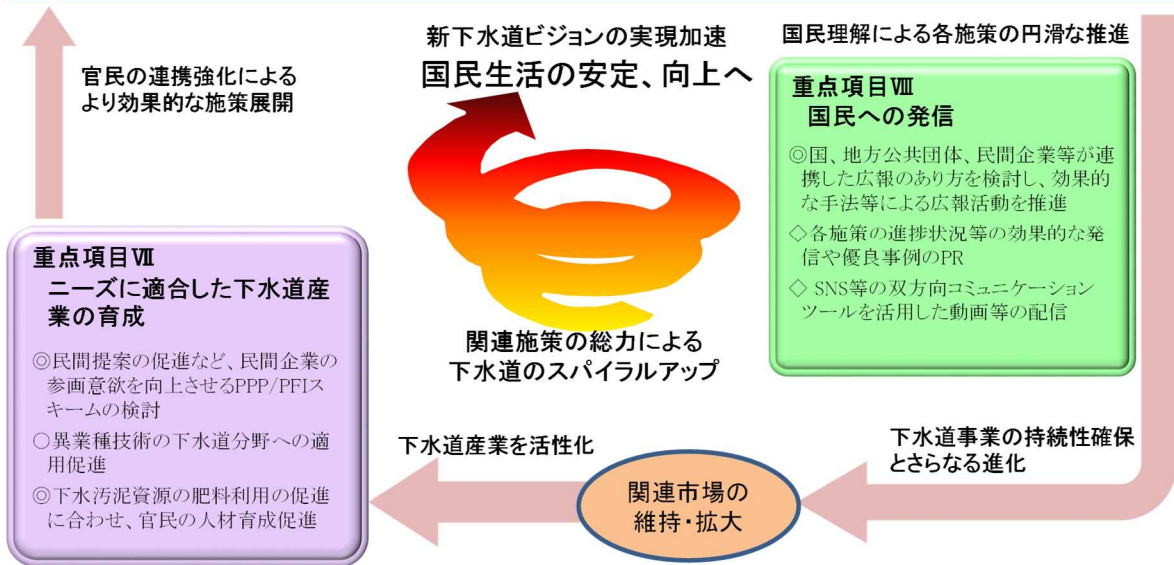 官民の連携強化による
より効果的な施策展開
新下水道ビジョンの実現加速
国民生活の安定、向上へ
国民理解による各施策の円滑な推進
重点項目Ⅷ
国民への発信
◎国、地方公共団体、民間企業等が連
携した広報のあり方を検討し、効果的
な手法等による広報活動を推進
◇各施策の進捗状況等の効果的な発
信や優良事例のPR
◇ SNS等の双方向コミュニケーション
ツールを活用した動画等の配信
重点項目Ⅶ
ニーズに適合した下水道産
業の育成
◎民間提案の促進など、民間企業の
参画意欲を向上させるPPP/PFIス
キームの検討
○異業種技術の下水道分野への適
用促進
◎下水汚泥資源の肥料利用の促進
に合わせ、官民の人材育成促進
関連施策の総力による
下水道のスパイラルアップ
下水道産業を活性化
関連市場の
維持・拡大
下水道事業の持続性確保
とさらなる進化